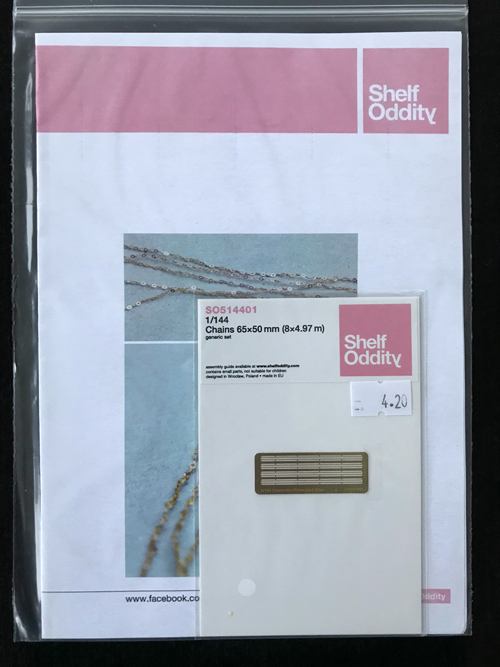 Shelf
Oddity
SO514401
1/144
Chains 65×50 mm (8×4.97 m)
generic set
Shelf
Oddity
assembly guide available at www.shelfoddity.com
contains small parts, not suitable for children
designed in Wrocław, Poland • made in EU
4.20
www.facebook.co
Oddity